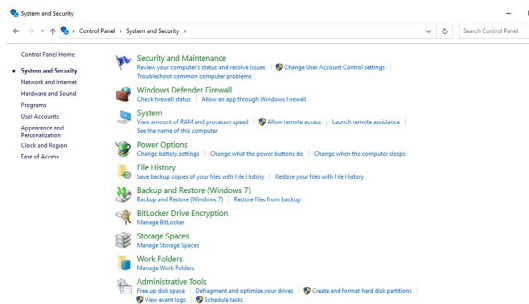 System and Security
Control Panel > System and Security >
Search Control Panel
Control Panel Home
System and Security
Network and Internet
Hardware and Sound
Programs
User Accounts
Appearance and
Personalization
Clock and Region
Ease of Access
Security and Maintenance
Review your computer's status and resolve issues | Change User Account Control settings |
Troubleshoot common computer problems
Windows Defender Firewall
Check firewall status | Allow an app through Windows Firewall
System
View amount of RAM and processor speed | Allow remote access | Launch remote assistance |
See the name of this computer
Power Options
Change battery settings | Change what the power buttons do | Change when the computer sleeps
File History
Save backup copies of your files with File History | Restore your files with File History
Backup and Restore (Windows 7)
Backup and Restore (Windows 7) | Restore files from backup
BitLocker Drive Encryption
Manage BitLocker
Storage Spaces
Manage Storage Spaces
Work Folders
Manage Work Folders
Administrative Tools
Free up disk space | Defragment and optimize your drives | Create and format hard disk partitions |
View event logs | Schedule tasks